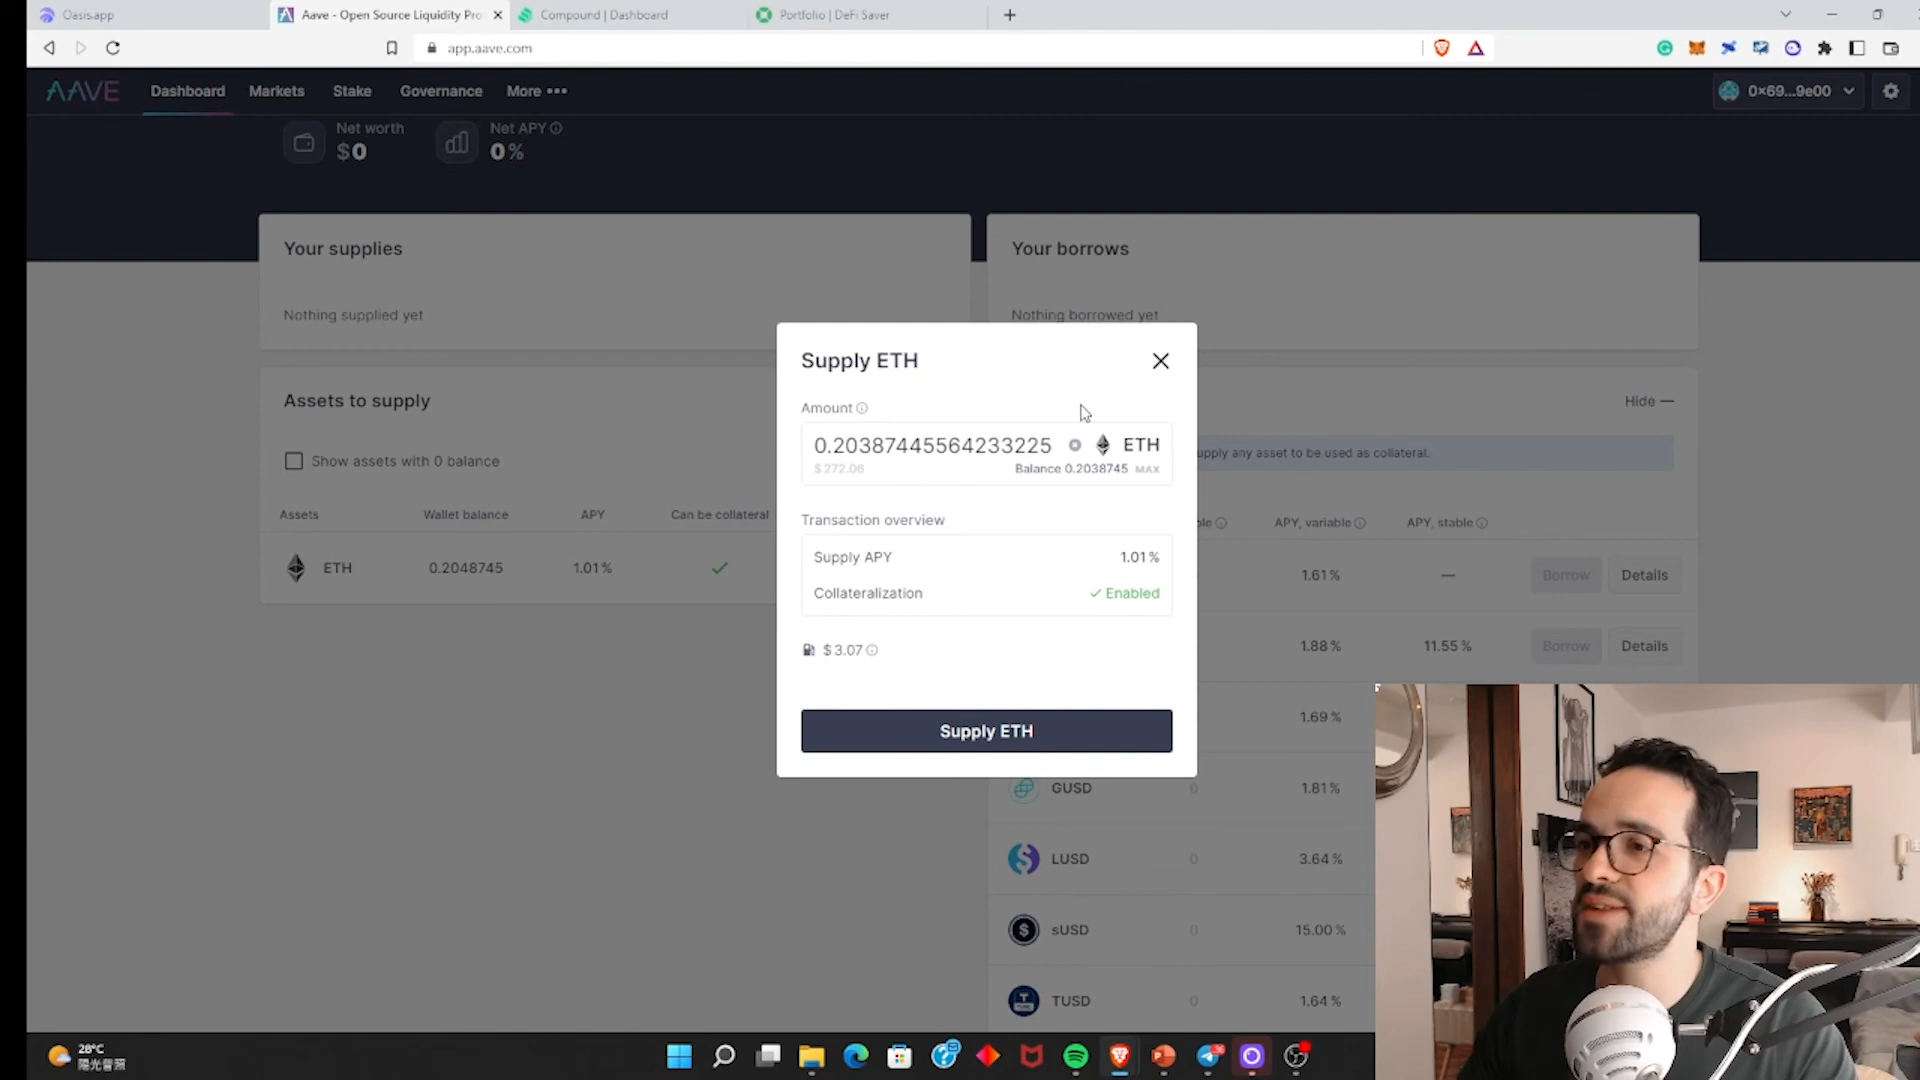 Oasis.app
Aave - Open Source Liquidity Pro
Compound | Dashboard
Portfolio | DeFi Saver
app.aave.com
AAVE
Dashboard
Markets
Stake
Governance
More
0x69...9e00
Net worth
$0
Net APY
0 %
Your supplies
Nothing supplied yet
Your borrows
Nothing borrowed yet
Assets to supply
Show assets with 0 balance
Assets
Wallet balance
APY
Can be collateral
ETH
0.2048745
1.01 %
Hide —
upply any asset to be used as collateral.
APY, variable
APY, stable
1.61 %
—
Borrow
Details
1.88 %
11.55 %
Borrow
Details
1.69 %
GUSD
0
1.81 %
LUSD
0
3.64 %
sUSD
0
15.00 %
TUSD
0
1.64 %
Supply ETH
Amount
0.20387445564233225
ETH
$ 272.06
Balance 0.2038745 MAX
Transaction overview
Supply APY
1.01 %
Collateralization
Enabled
$ 3.07
Supply ETH
28°C